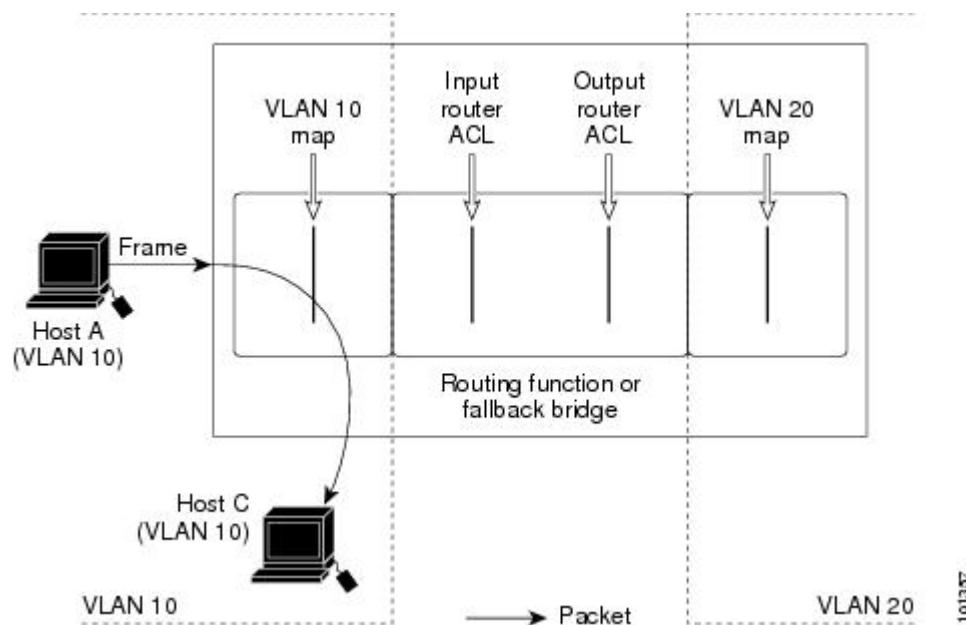 VLAN 10
map
Input
router
ACL
Output
router
ACL
VLAN 20
map
Frame
Host A
(VLAN 10)
Routing function or
fallback bridge
Host C
(VLAN 10)
VLAN 10
Packet
VLAN 20
101357